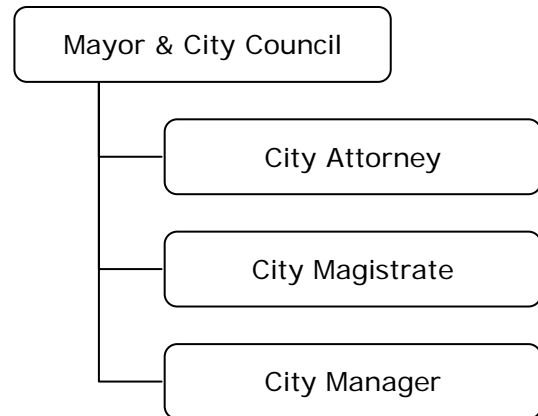 Mayor & City Council
City Attorney
City Magistrate
City Manager